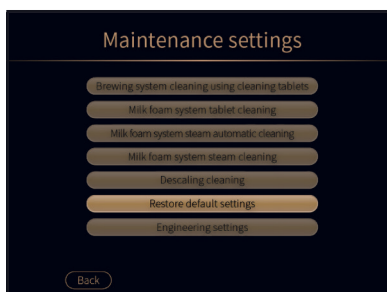 Maintenance settings
Brewing system cleaning using cleaning tablets
Milk foam system tablet cleaning
Milk foam system steam automatic cleaning
Milk foam system steam cleaning
Descaling cleaning
Restore default settings
Engineering settings
Back